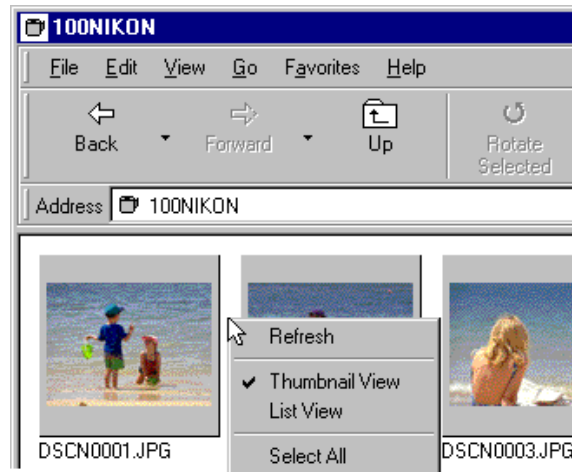 100NIKON
File Edit View Go Favorites Help
Back Forward Up Rotate Selected
Address 100NIKON
Refresh
Thumbnail View
List View
Select All
DSCN0001.JPG DSCN0003.JPG